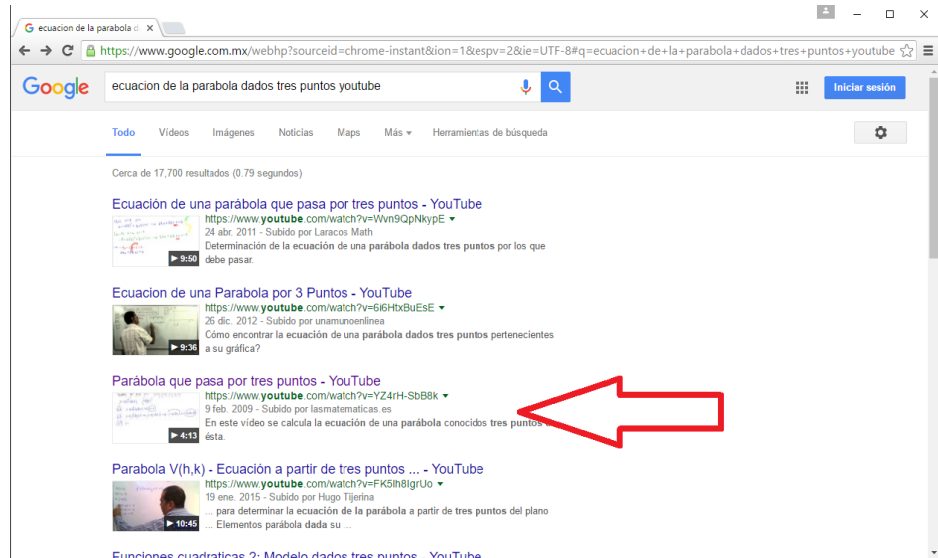 ecuacion de la parabola d
https://www.google.com.mx/webhp?sourceid=chrome-instant&ion=1&espv=2&ie=UTF-8#q=ecuacion+de+la+parabola+dados+tres+puntos+youtube
Google
ecuacion de la parabola dados tres puntos youtube
Iniciar sesión
Todo Vídeos Imágenes Noticias Maps Más Herramientas de búsqueda
Cerca de 17,700 resultados (0.79 segundos)
Ecuación de una parábola que pasa por tres puntos - YouTube
https://www.youtube.com/watch?v=Wvn9QpNkypE
24 abr. 2011 - Subido por Laracos Math
Determinación de la ecuación de una parábola dados tres puntos por los que
9:50 debe pasar.
Ecuacion de una Parabola por 3 Puntos - YouTube
https://www.youtube.com/watch?v=6i6HtxBuEsE
26 dic. 2012 - Subido por unamunoenlinea
Cómo encontrar la ecuación de una parábola dados tres puntos pertenecientes
9:36 a su gráfica?
Parábola que pasa por tres puntos - YouTube
https://www.youtube.com/watch?v=YZ4rH-SbB8k
9 feb. 2009 - Subido por lasmatematicas.es
En este vídeo se calcula la ecuación de una parábola conocidos tres puntos
4:13 ésta.
Parabola V(h,k) - Ecuación a partir de tres puntos ... - YouTube
https://www.youtube.com/watch?v=FK5Ih8IgrUo
19 ene. 2015 - Subido por Hugo Tijerina
... para determinar la ecuación de la parábola a partir de tres puntos del plano
10:45 ... Elementos parábola dada su ...
Funciones cuadraticas 2: Modelo dados tres puntos - YouTube